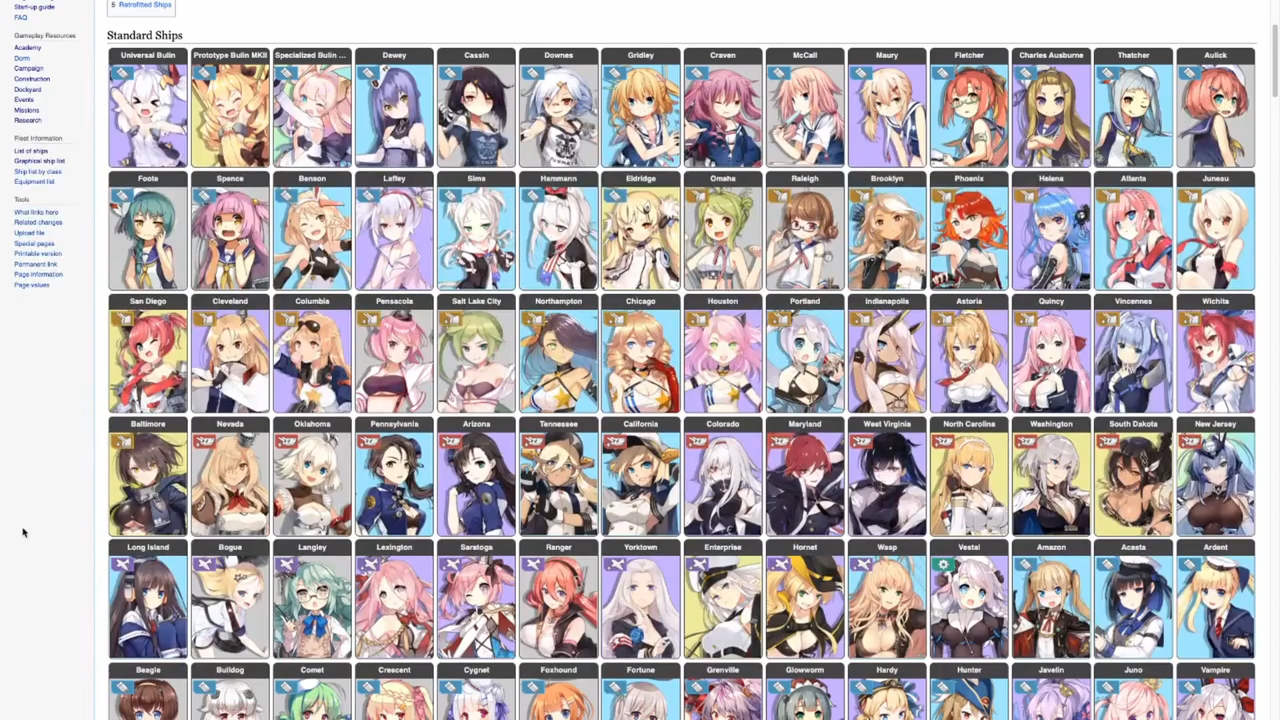 Start-up guide
FAQ
Gameplay Resources
Academy
Dorm
Campaign
Construction
Dockyard
Events
Missions
Research
Fleet Information
List of ships
Graphical ship list
Ship list by class
Equipment list
Tools
What links here
Related changes
Upload file
Special pages
Printable version
Permanent link
Page information
Page values
5 Retrofitted Ships
Standard Ships
Universal Bulin Prototype Bulin MKII Specialized Bulin ... Dewey Cassin Downes Gridley Craven McCall Maury Fletcher Charles Ausburne Thatcher Aulick
Foote Spence Benson Laffey Sims Hammann Eldridge Omaha Raleigh Brooklyn Phoenix Helena Atlanta Juneau
San Diego Cleveland Columbia Pensacola Salt Lake City Northampton Chicago Houston Portland Indianapolis Astoria Quincy Vincennes Wichita
Baltimore Nevada Oklahoma Pennsylvania Arizona Tennessee California Colorado Maryland West Virginia North Carolina Washington South Dakota New Jersey
Long Island Bogue Langley Lexington Saratoga Ranger Yorktown Enterprise Hornet Wasp Vestal Amazon Acasta Ardent
Beagle Bulldog Comet Crescent Cygnet Foxhound Fortune Grenville Glowworm Hardy Hunter Javelin Juno Vampire